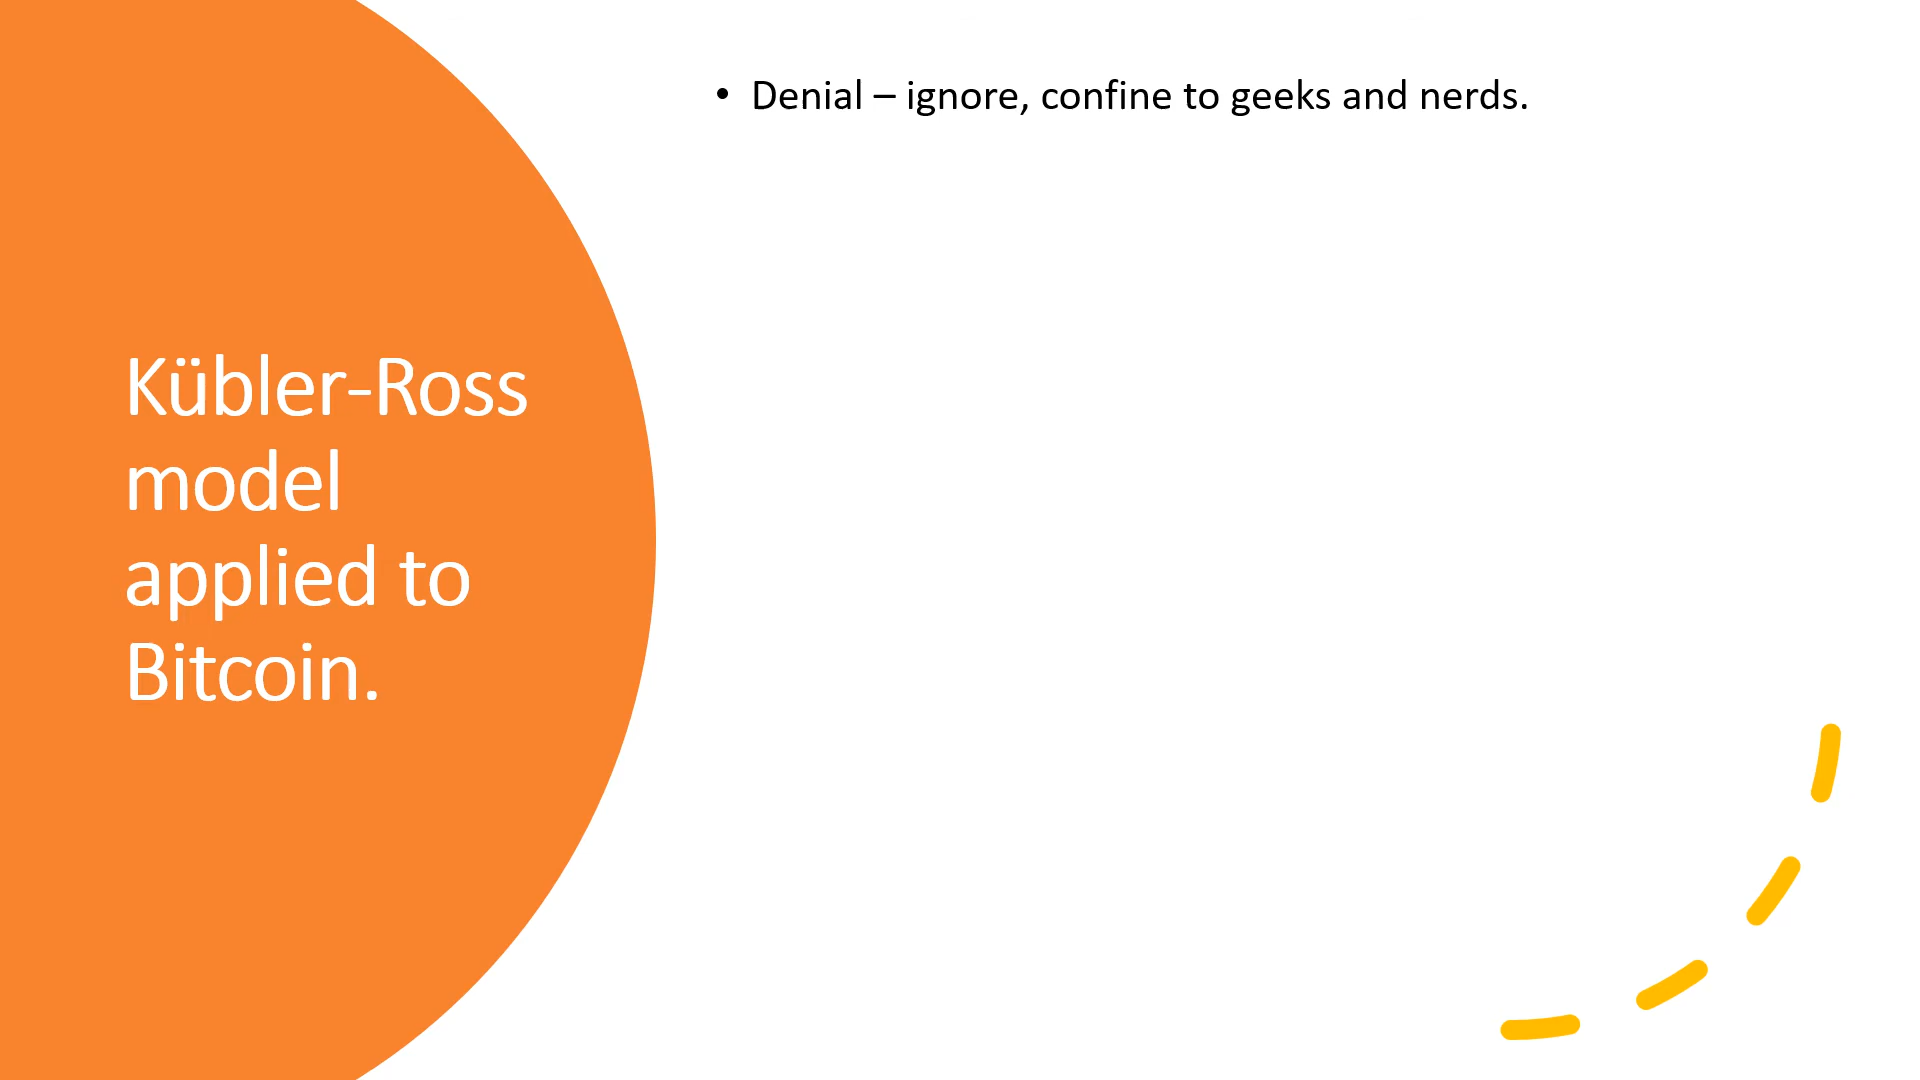 Kübler-Ross
model
applied to
Bitcoin.
• Denial – ignore, confine to geeks and nerds.